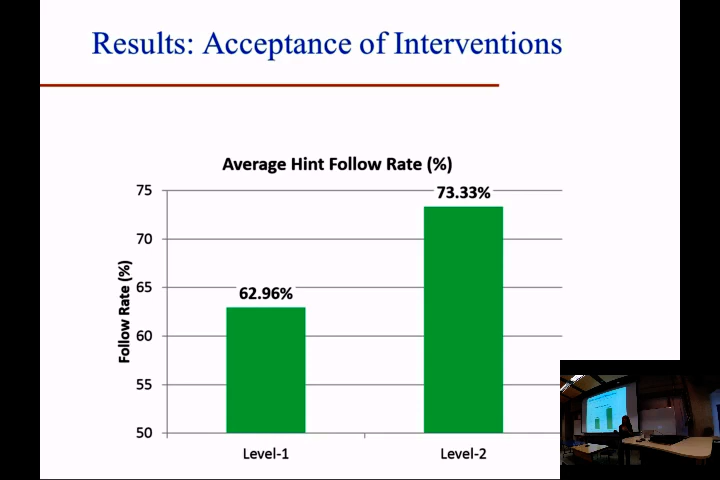 Results: Acceptance of Interventions
Average Hint Follow Rate (%)
Follow Rate (%)
75
70
65
60
55
50
62.96%
73.33%
Level-1
Level-2